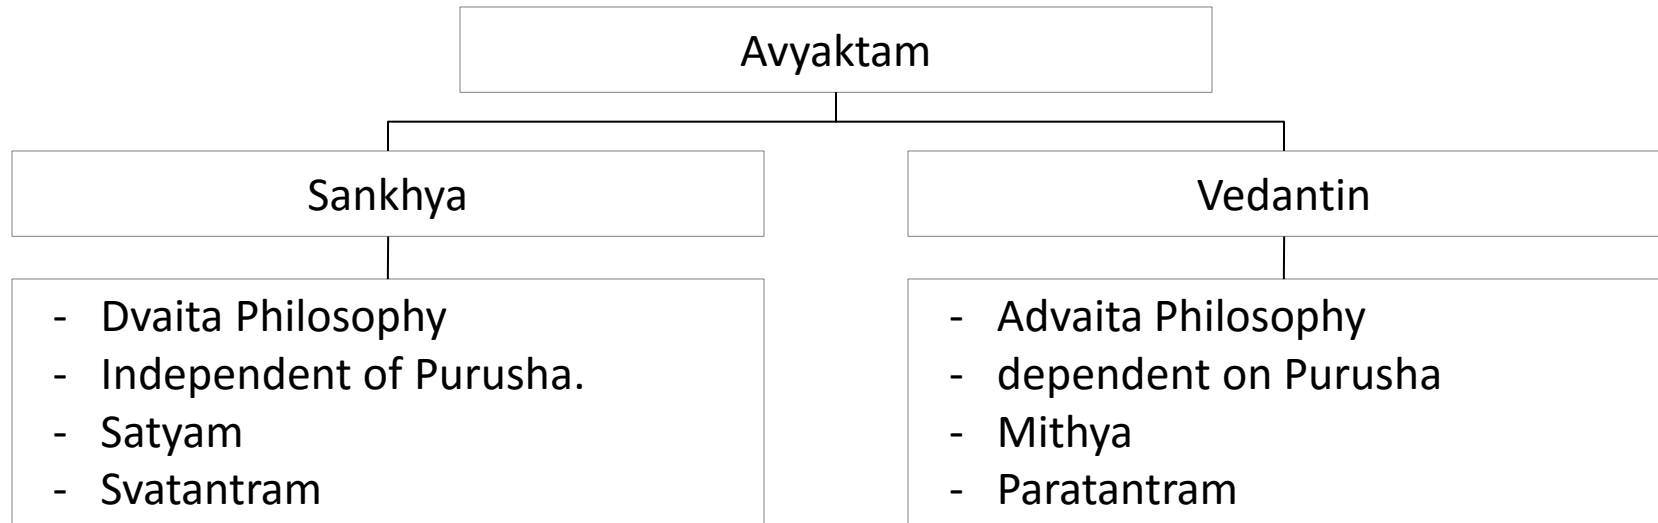 Avyaktam
Sankhya
- Dvaita Philosophy
- Independent of Purusha.
- Satyam
- Svatantram
Vedantin
- Advaita Philosophy
- dependent on Purusha
- Mithya
- Paratantram